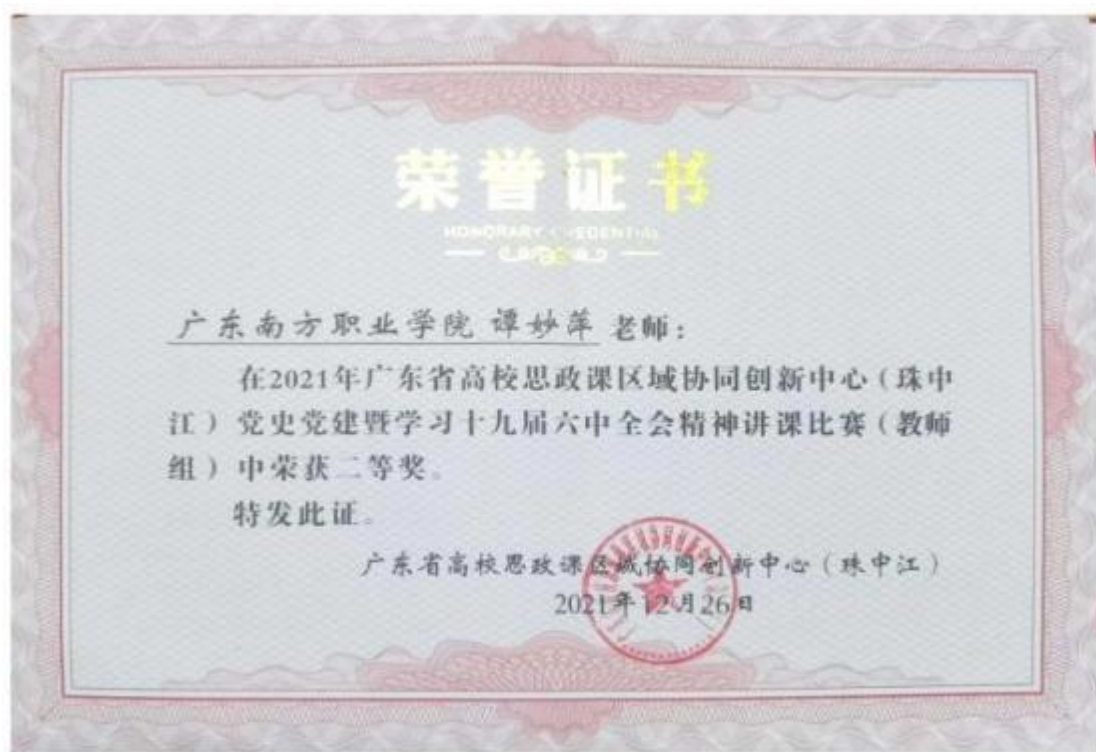 荣誉证书
HONORARY CREDENTIAL
广东南方职业学院 谭妙萍 老师：
在2021年广东省高校思政课区域协同创新中心（珠中
江）党史党建暨学习十九届六中全会精神讲课比赛（教师
组）中荣获二等奖。
特发此证。
广东省高校思政课区域协同创新中心（珠中江）
2021年12月26日